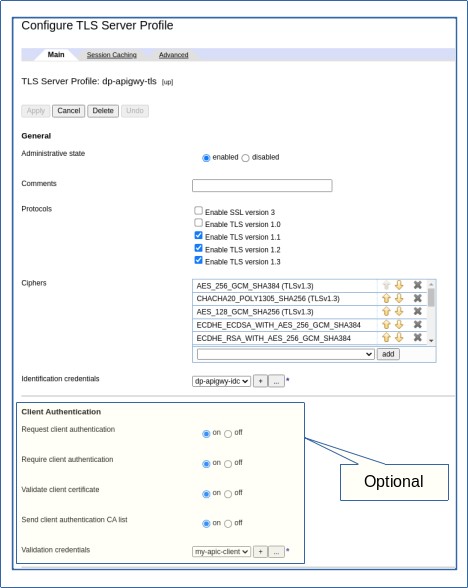 Configure TLS Server Profile
Main Session Caching Advanced
TLS Server Profile: dp-apigwy-tls [up]
Apply Cancel Delete Undo
General
Administrative state enabled disabled
Comments
Protocols Enable SSL version 3
Enable TLS version 1.0
Enable TLS version 1.1
Enable TLS version 1.2
Enable TLS version 1.3
Ciphers AES_256_GCM_SHA384 (TLSv1.3)
CHACHA20_POLY1305_SHA256 (TLSv1.3)
AES_128_GCM_SHA256 (TLSv1.3)
ECDHE_ECDSA_WITH_AES_256_GCM_SHA384
ECDHE_RSA_WITH_AES_256_GCM_SHA384
add
Identification credentials dp-apigwy-idc + ... *
Client Authentication
Request client authentication on off
Require client authentication on off
Optional
Validate client certificate on off
Send client authentication CA list on off
Validation credentials my-apic-client + ... *